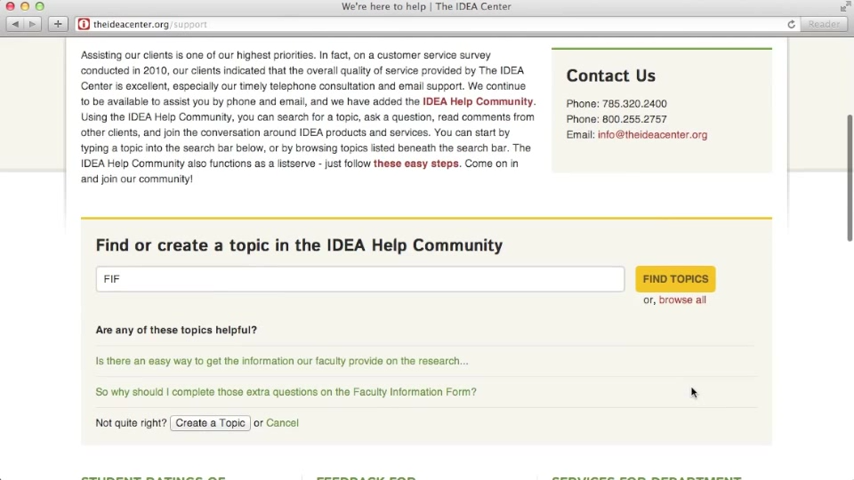 We're here to help | The IDEA Center
theideacenter.org/support
Reader
Assisting our clients is one of our highest priorities. In fact, on a customer service survey
conducted in 2010, our clients indicated that the overall quality of service provided by The IDEA
Center is excellent, especially our timely telephone consultation and email support. We continue
to be available to assist you by phone and email, and we have added the IDEA Help Community.
Using the IDEA Help Community, you can search for a topic, ask a question, read comments from
other clients, and join the conversation around IDEA products and services. You can start by
typing a topic into the search bar below, or by browsing topics listed beneath the search bar. The
IDEA Help Community also functions as a listserve - just follow these easy steps. Come on in
and join our community!
Contact Us
Phone: 785.320.2400
Phone: 800.255.2757
Email: info@theideacenter.org
Find or create a topic in the IDEA Help Community
FIF
FIND TOPICS
or, browse all
Are any of these topics helpful?
Is there an easy way to get the information our faculty provide on the research...
So why should I complete those extra questions on the Faculty Information Form?
Not quite right? Create a Topic or Cancel
STUDENT RATINGS OF
FEEDBACK FOR
SERVICES FOR DEPARTMENT